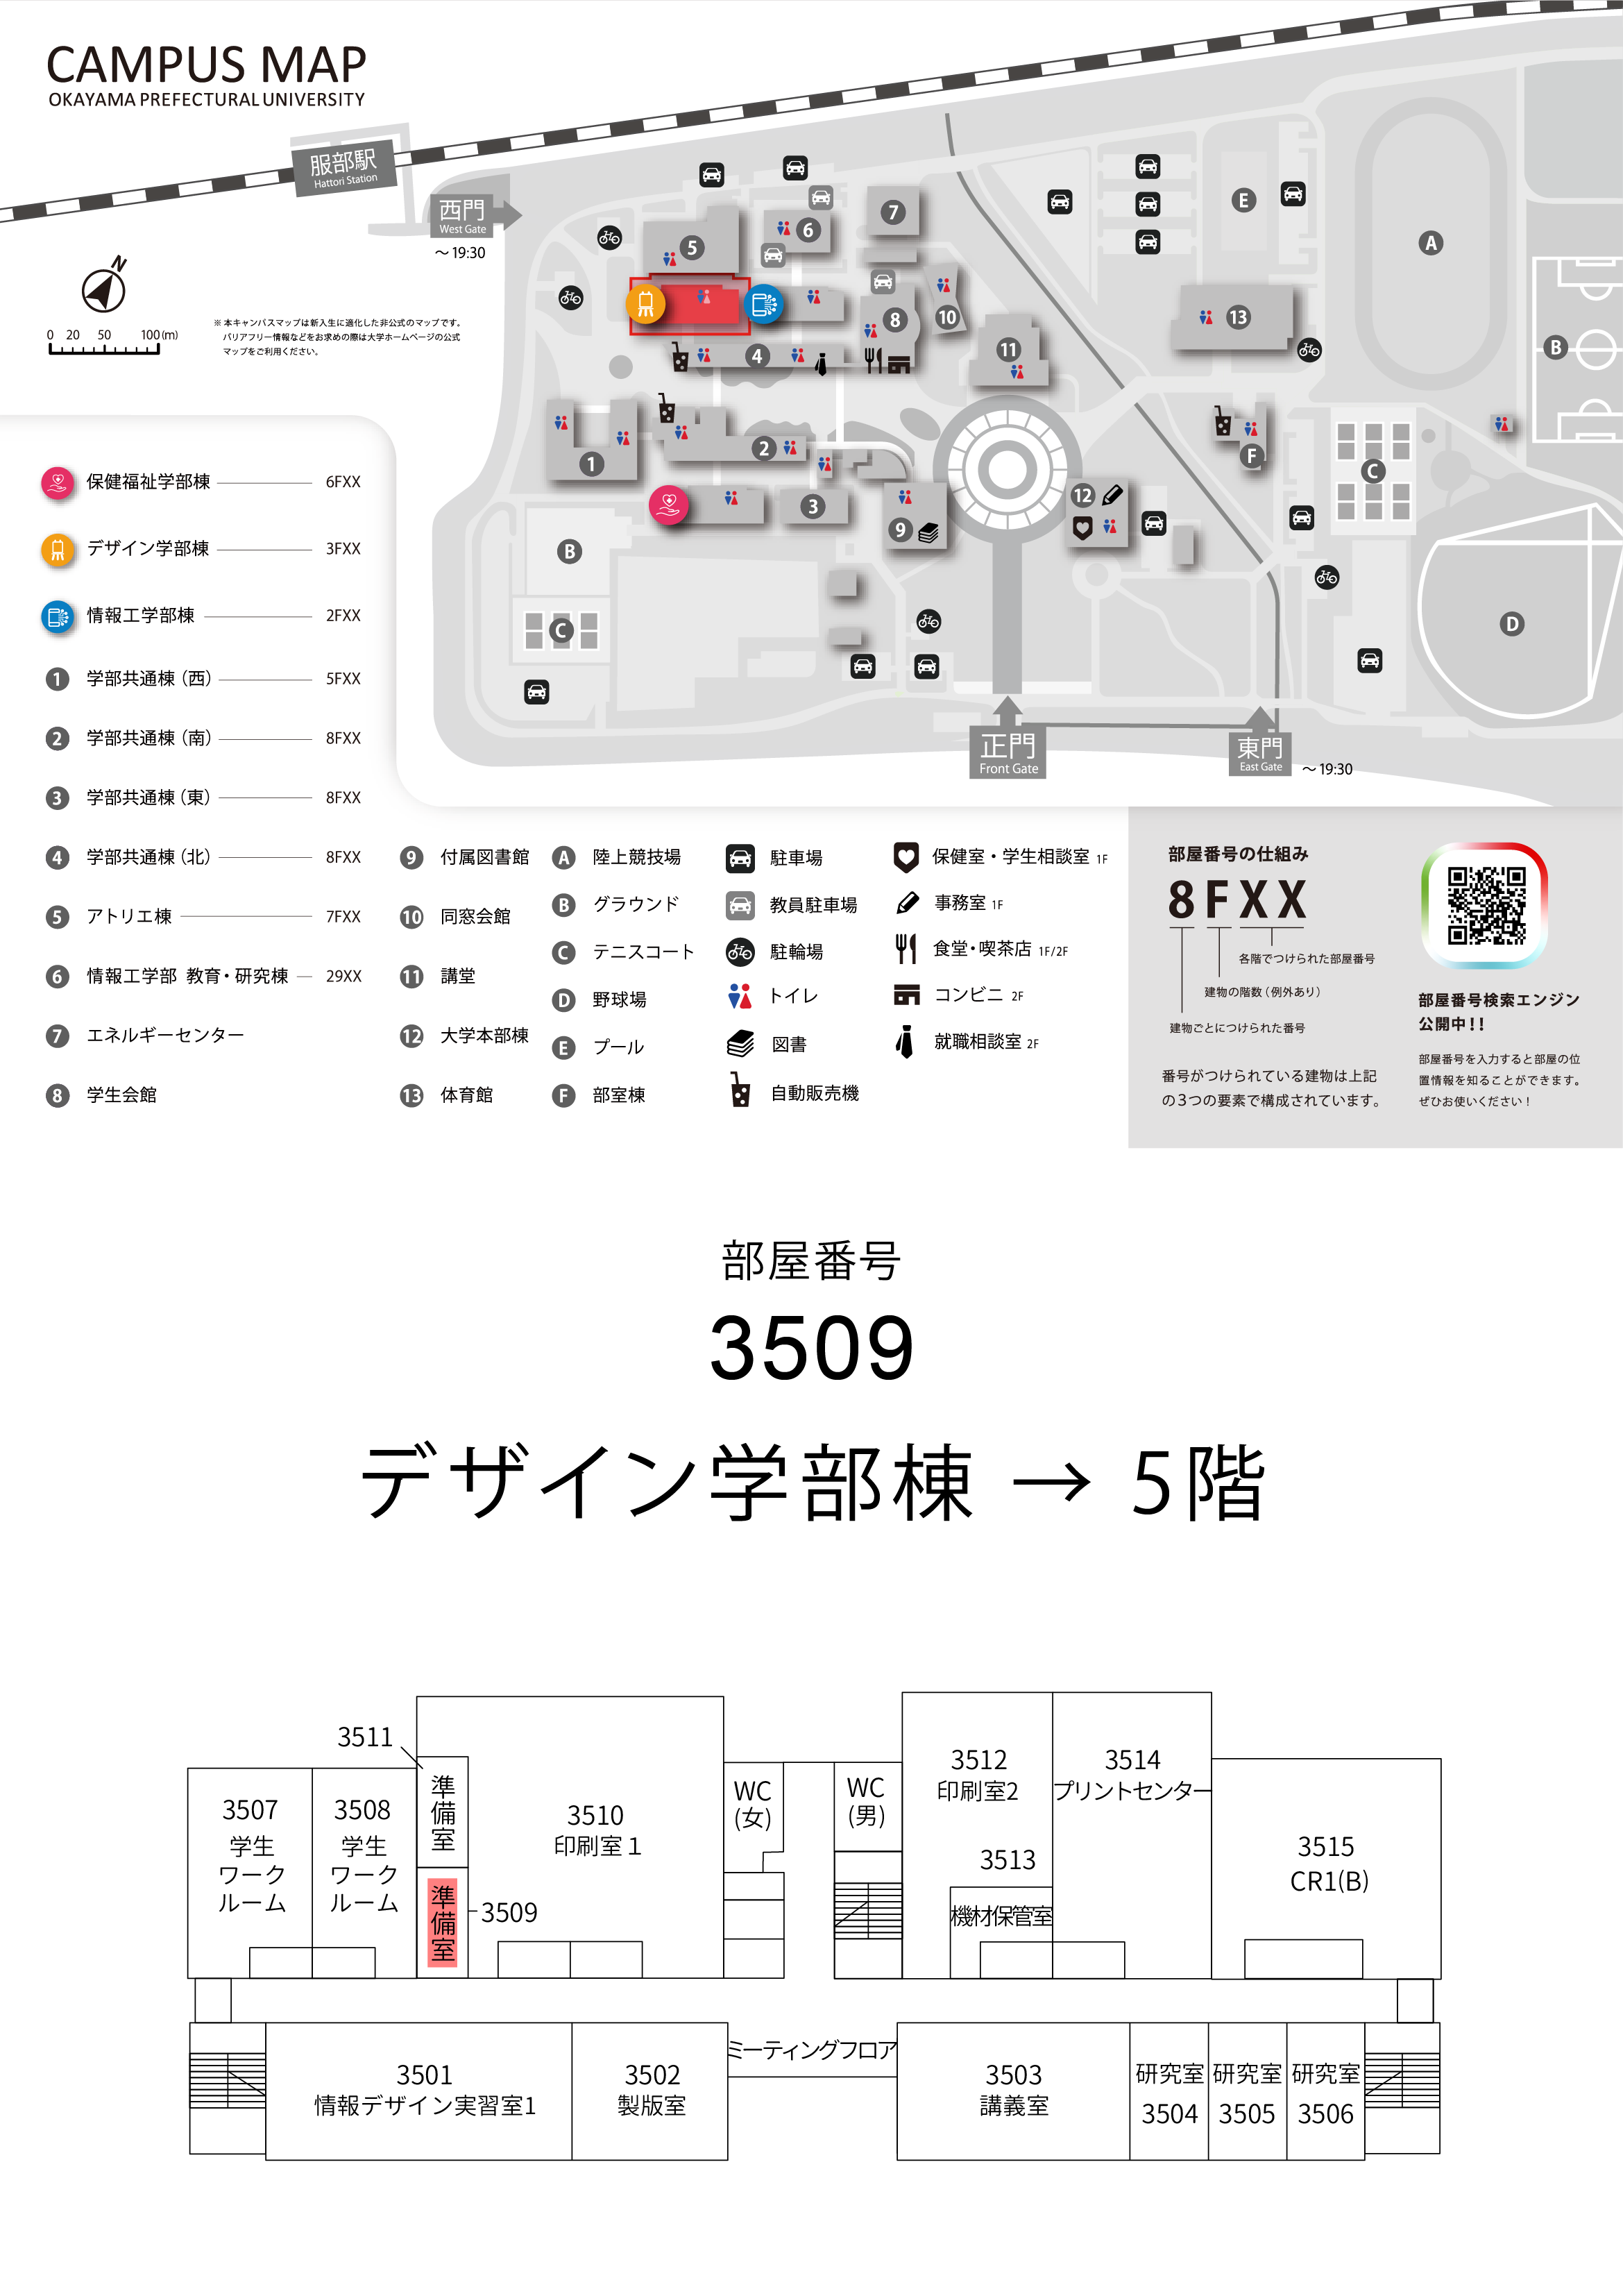 CAMPUS MAP
OKAYAMA PREFECTURAL UNIVERSITY
服部駅
Hattori Station
西門
West Gate
～19:30
N
0 20 50 100(m)
※本キャンパスマップは新入生に適化した非公式のマップです。
バリアフリー情報などをお求めの際は大学ホームページの公式
マップをご利用ください。
5
6
7
8
10
4
11
13
E
A
B
1
2
3
9
12
F
C
B
C
D
正門
Front Gate
東門
East Gate
～19:30
保健福祉学部棟 6FXX
デザイン学部棟 3FXX
情報工学部棟 2FXX
1 学部共通棟（西） 5FXX
2 学部共通棟（南） 8FXX
3 学部共通棟（東） 8FXX
4 学部共通棟（北） 8FXX
5 アトリエ棟 7FXX
6 情報工学部 教育・研究棟 29XX
7 エネルギーセンター
8 学生会館
9 付属図書館
10 同窓会館
11 講堂
12 大学本部棟
13 体育館
A 陸上競技場
B グラウンド
C テニスコート
D 野球場
E プール
F 部室棟
駐車場
教員駐車場
駐輪場
トイレ
図書
自動販売機
保健室・学生相談室 1F
事務室 1F
食堂・喫茶店 1F/2F
コンビニ 2F
就職相談室 2F
部屋番号の仕組み
8FXX
各階でつけられた部屋番号
建物の階数（例外あり）
建物ごとにつけられた番号
番号がつけられている建物は上記
の3つの要素で構成されています。
部屋番号検索エンジン
公開中！！
部屋番号を入力すると部屋の位
置情報を知ることができます。
ぜひお使いください！
部屋番号
3509
デザイン学部棟 → 5階
3511
準備室
3507
学生
ワーク
ルーム
3508
学生
ワーク
ルーム
3510
印刷室1
準備室
3509
WC
(女)
WC
(男)
3512
印刷室2
3514
プリントセンター
3513
機材保管室
3515
CR1(B)
3501
情報デザイン実習室1
3502
製版室
ミーティングフロア
3503
講義室
研究室
3504
研究室
3505
研究室
3506